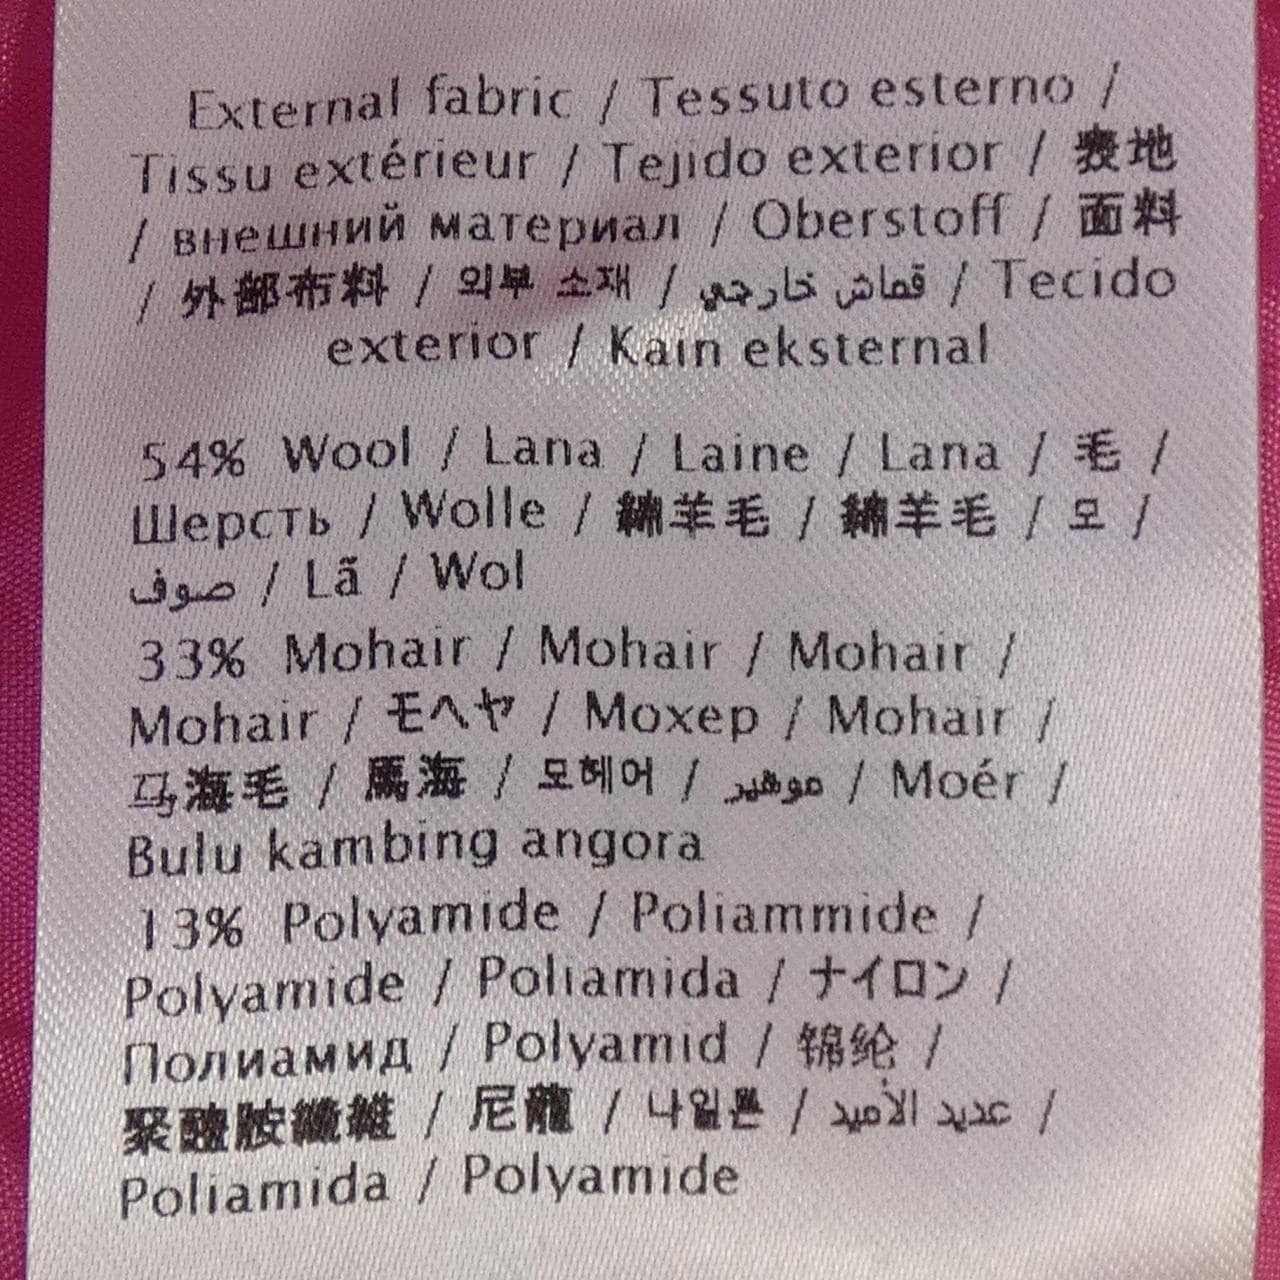 External fabric / Tessuto esterno /
Tissu extérieur / Tejido exterior / 表地
/ внешний материал / Oberstoff / 面料
/ 外部布料 / 외부 소재 / قماش خارجي / Tecido
exterior / Kain eksternal
54% Wool / Lana / Laine / Lana / 毛 /
Шерсть / Wolle / 綿羊毛 / 綿羊毛 / 모 /
صوف / Lã / Wol
33% Mohair / Mohair / Mohair /
Mohair / モヘヤ / Мохер / Mohair /
马海毛 / 馬海 / 모헤어 / موهير / Moér /
Bulu kambing angora
13% Polyamide / Poliammide /
Polyamide / Poliamida / ナイロン /
Полиамид / Polyamid / 锦纶 /
聚醯胺纖維 / 尼龍 / 나일론 / عديد الأميد /
Poliamida / Polyamide